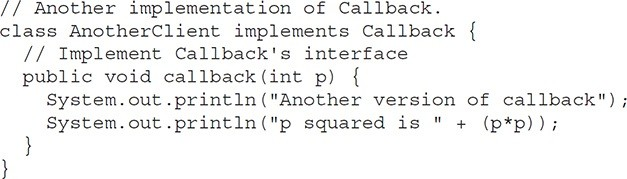 // Another implementation of Callback.
class AnotherClient implements Callback {
  // Implement Callback's interface
  public void callback(int p) {
    System.out.println("Another version of callback");
    System.out.println("p squared is " + (p*p));
  }
}